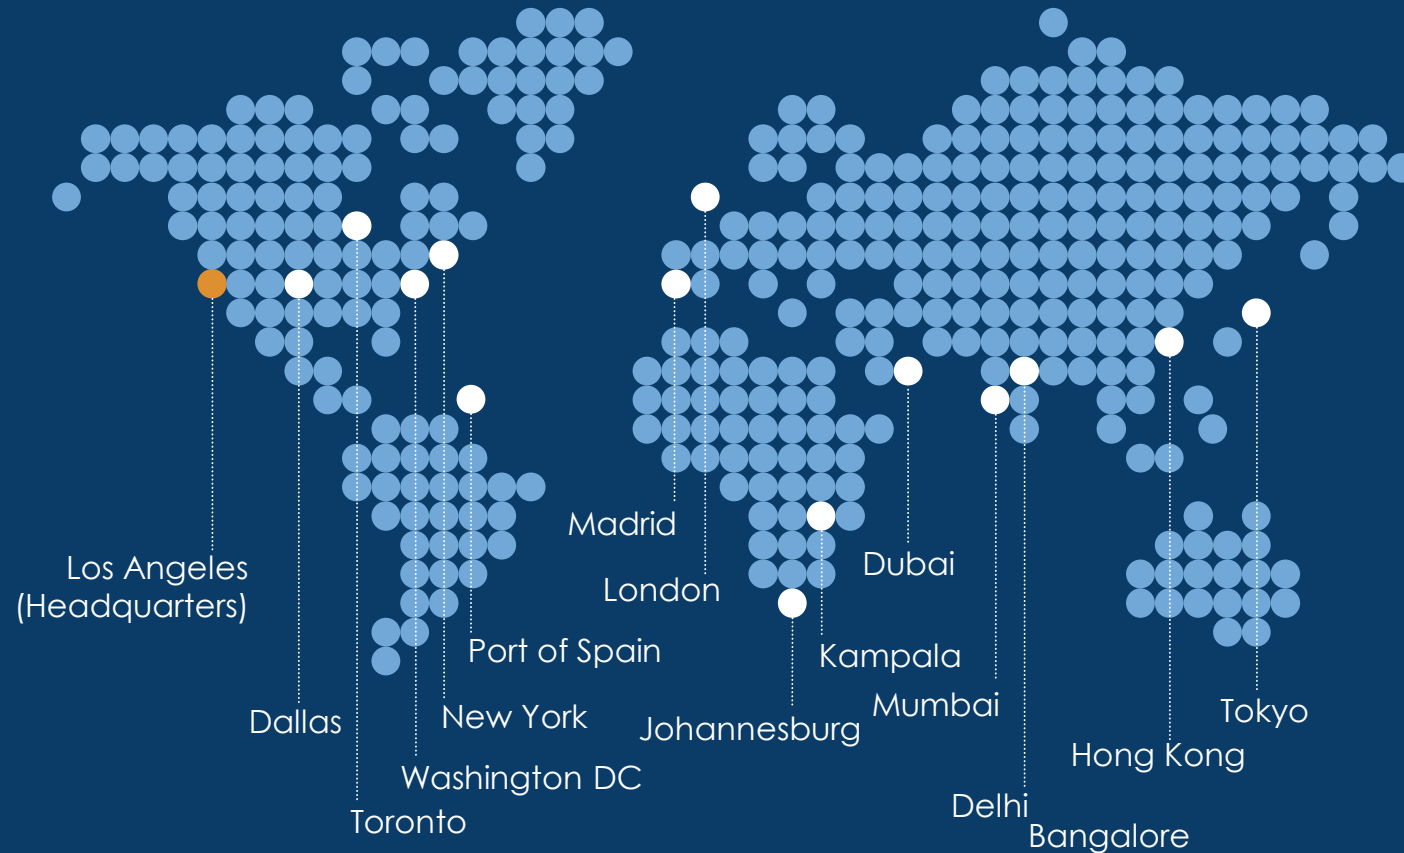 Madrid
Dubai
Los Angeles
(Headquarters)
London
Port of Spain
Kampala
Dallas
New York
Johannesburg
Mumbai
Tokyo
Washington DC
Hong Kong
Toronto
Delhi
Bangalore